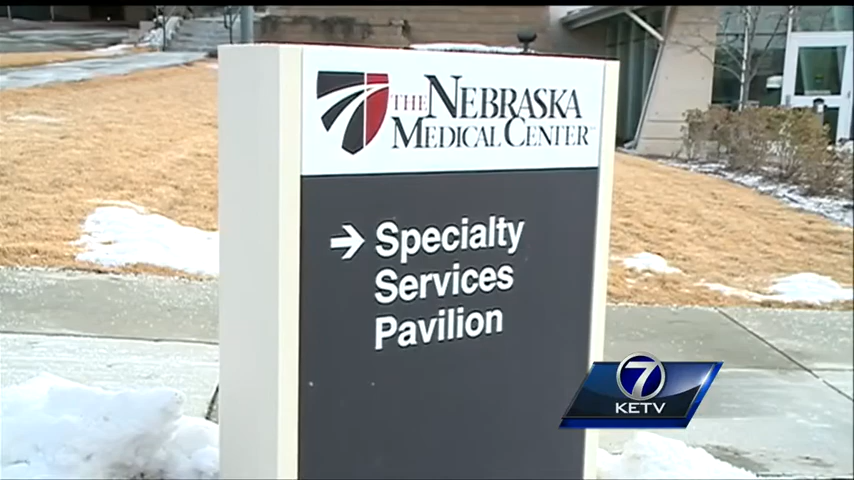 THE NEBRASKA
MEDICAL CENTER
→ Specialty
Services
Pavilion
7
KETV